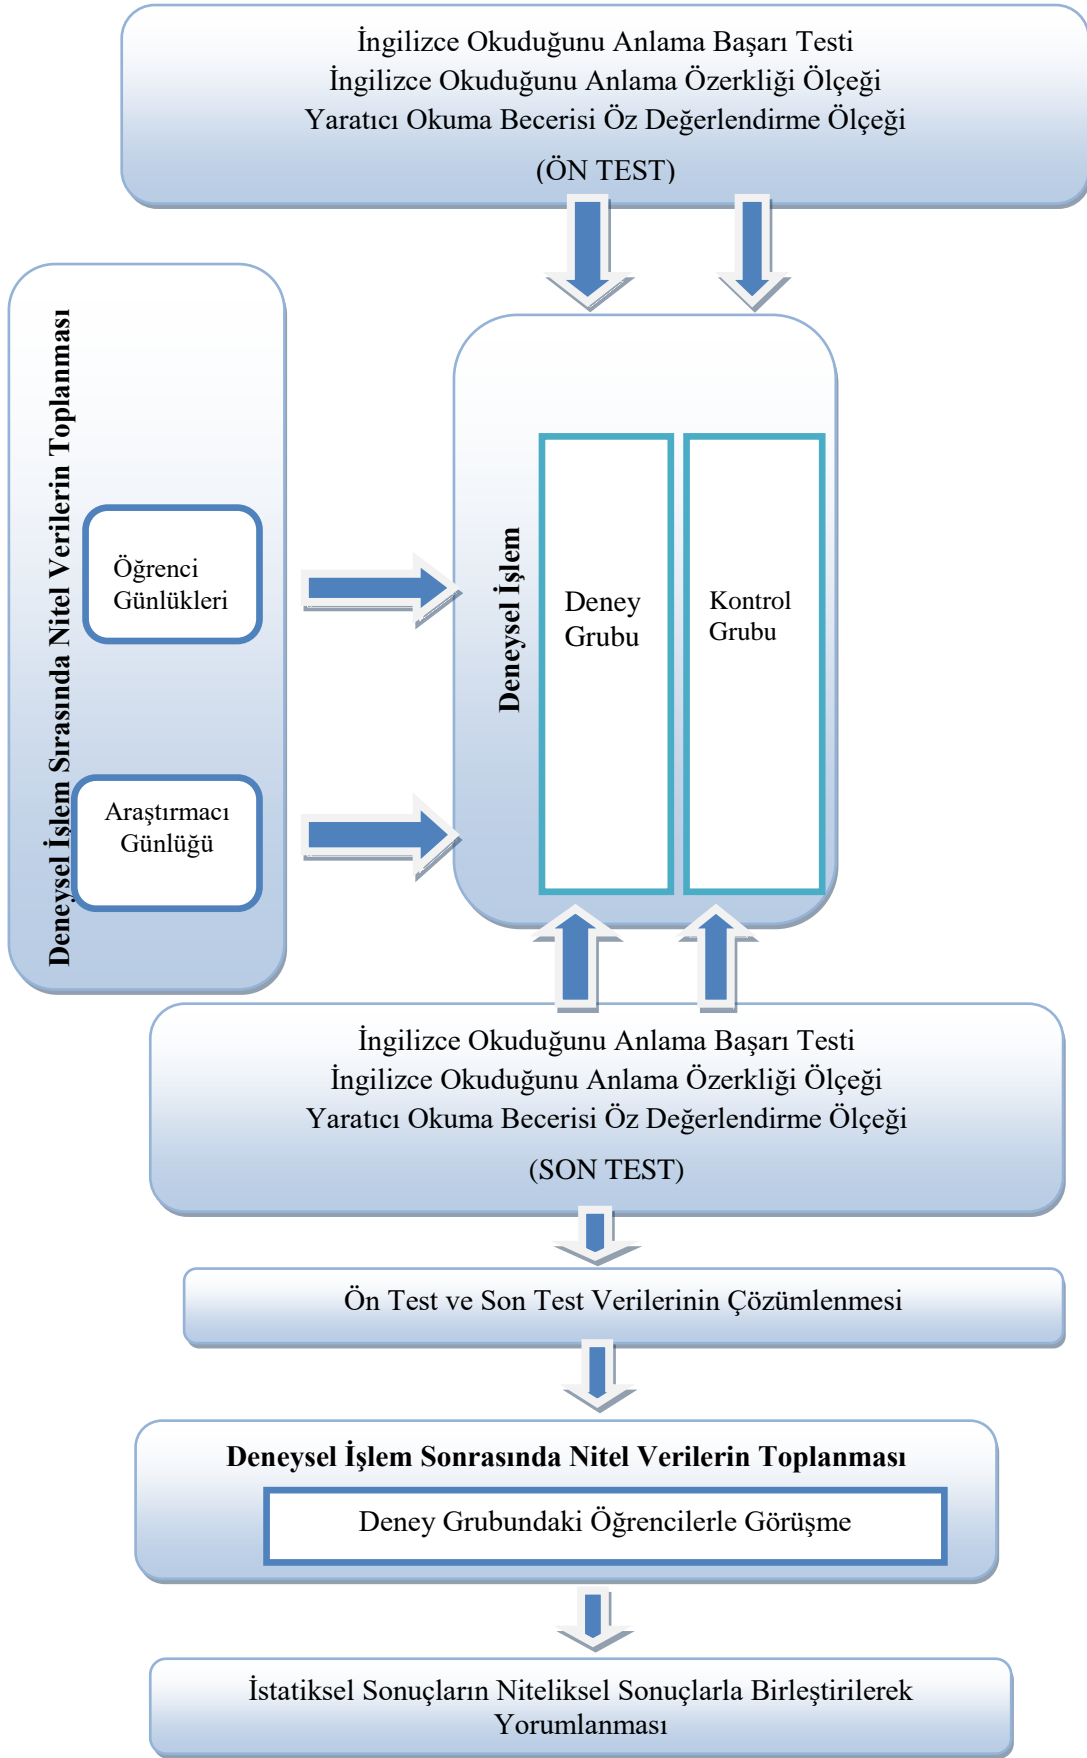 İngilizce Okuduğunu Anlama Başarı Testi
İngilizce Okuduğunu Anlama Özerkliği Ölçeği
Yaratıcı Okuma Becerisi Öz Değerlendirme Ölçeği
(ÖN TEST)
Deneysel İşlem Sırasında Nitel Verilerin Toplanması
Öğrenci
Günlükleri
Araştırmacı
Günlüğü
Deneysel İşlem
Deney
Grubu
Kontrol
Grubu
İngilizce Okuduğunu Anlama Başarı Testi
İngilizce Okuduğunu Anlama Özerkliği Ölçeği
Yaratıcı Okuma Becerisi Öz Değerlendirme Ölçeği
(SON TEST)
Ön Test ve Son Test Verilerinin Çözümlenmesi
Deneysel İşlem Sonrasında Nitel Verilerin Toplanması
Deney Grubundaki Öğrencilerle Görüşme
İstatiksel Sonuçların Niteliksel Sonuçlarla Birleştirilerek
Yorumlanması